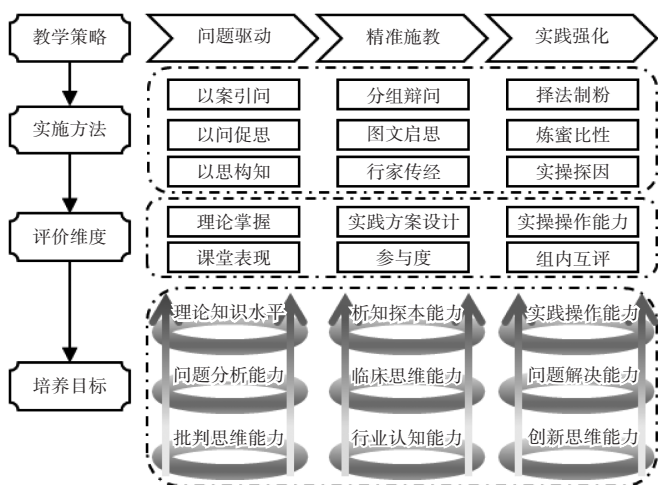 教学策略 问题驱动 精准施教 实践强化
实施方法
以案引问 分组辩问 择法制粉
以问促思 图文启思 炼蜜比性
以思构知 行家传经 实操探因
评价维度
理论掌握 实践方案设计 实操操作能力
课堂表现 参与度 组内互评
培养目标
理论知识水平 析知探本能力 实践操作能力
问题分析能力 临床思维能力 问题解决能力
批判思维能力 行业认知能力 创新思维能力